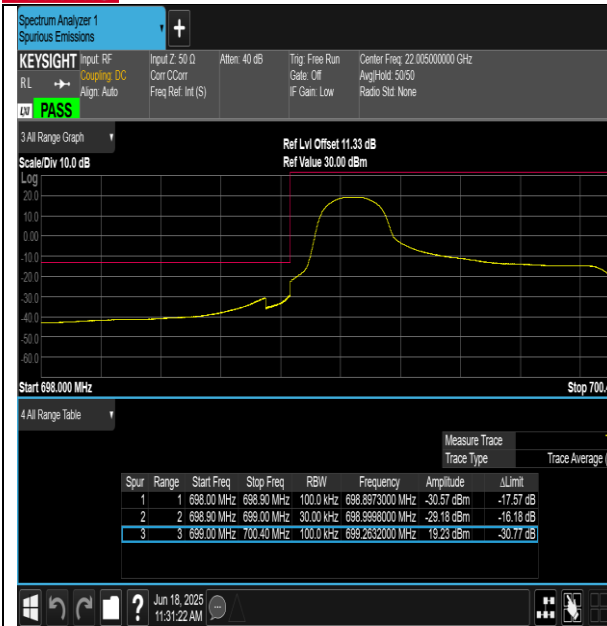 Spectrum Analyzer 1
Spurious Emissions
+
KEYSIGHT Input: RF Input Z: 50 Ω Atten: 40 dB Trig: Free Run Center Freq: 22.005000000 GHz
RL Coupling: DC Corr CCorr Gate: Off Avg|Hold: 50/50
Align: Auto Freq Ref: Int (S) IF Gain: Low Radio Std: None
LXI PASS
3 All Range Graph
Ref Lvl Offset 11.33 dB
Scale/Div 10.0 dB Ref Value 30.00 dBm
Log
20.0
10.0
0.00
-10.0
-20.0
-30.0
-40.0
-50.0
-60.0
Start 698.000 MHz Stop 700.
4 All Range Table
Measure Trace
Trace Type Trace Average (
Spur Range Start Freq Stop Freq RBW Frequency Amplitude ΔLimit
1 1 698.00 MHz 698.90 MHz 100.0 kHz 698.8973000 MHz -30.57 dBm -17.57 dB
2 2 698.90 MHz 699.00 MHz 30.00 kHz 698.9998000 MHz -29.18 dBm -16.18 dB
3 3 699.00 MHz 700.40 MHz 100.0 kHz 699.2632000 MHz 19.23 dBm -30.77 dB
? Jun 18, 2025
11:31:22 AM